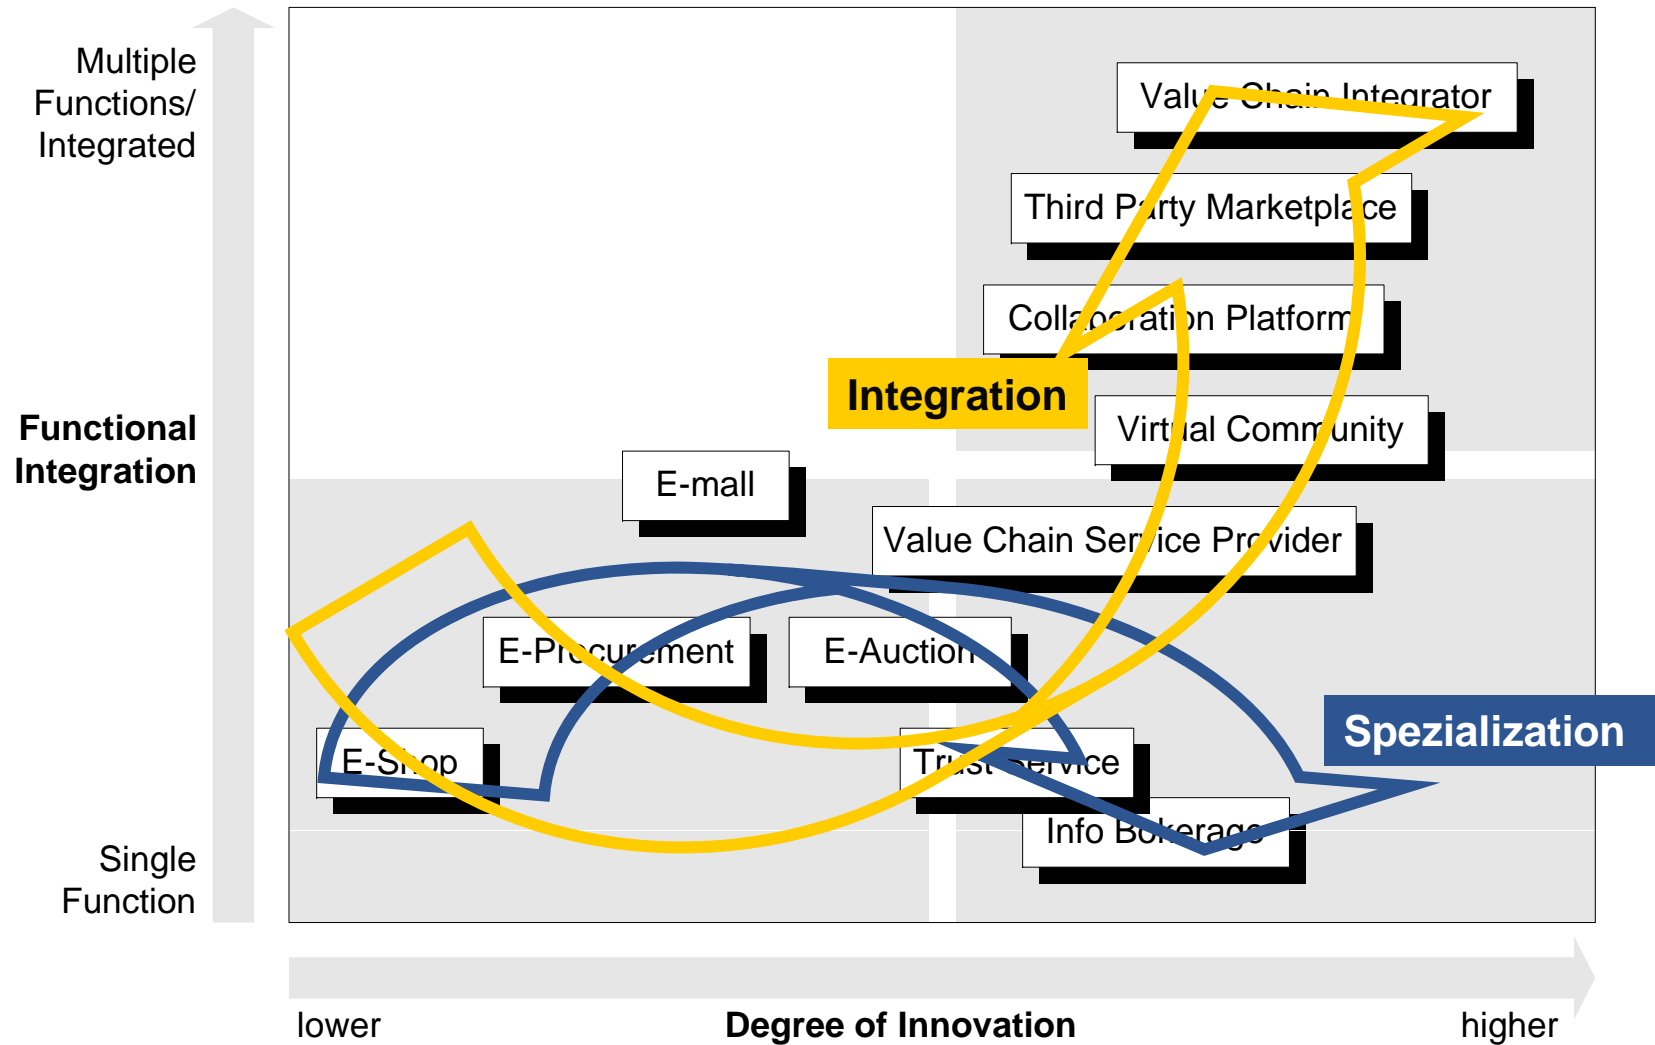 Multiple
Functions/
Integrated
Value Chain Integrator
Third Party Marketplace
Collaboration Platform
Integration
Virtual Community
Functional
Integration
E-mall
Value Chain Service Provider
E-Procurement
E-Auction
Spezialization
E-Shop
Trust Service
Info Bokerage
Single
Function
lower
Degree of Innovation
higher